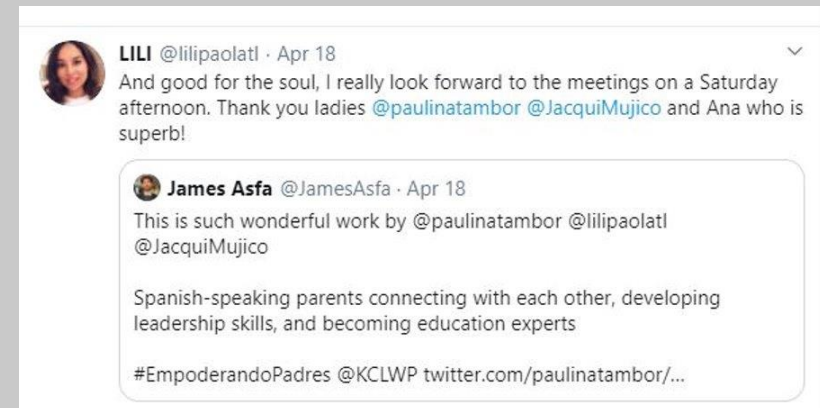 LILI @lilipaolatl · Apr 18
And good for the soul, I really look forward to the meetings on a Saturday
afternoon. Thank you ladies @paulinatambor @JacquiMujico and Ana who is
superb!
James Asfa @JamesAsfa · Apr 18
This is such wonderful work by @paulinatambor @lilipaolatl
@JacquiMujico
Spanish-speaking parents connecting with each other, developing
leadership skills, and becoming education experts
#EmpoderandoPadres @KCLWP twitter.com/paulinatambor/...